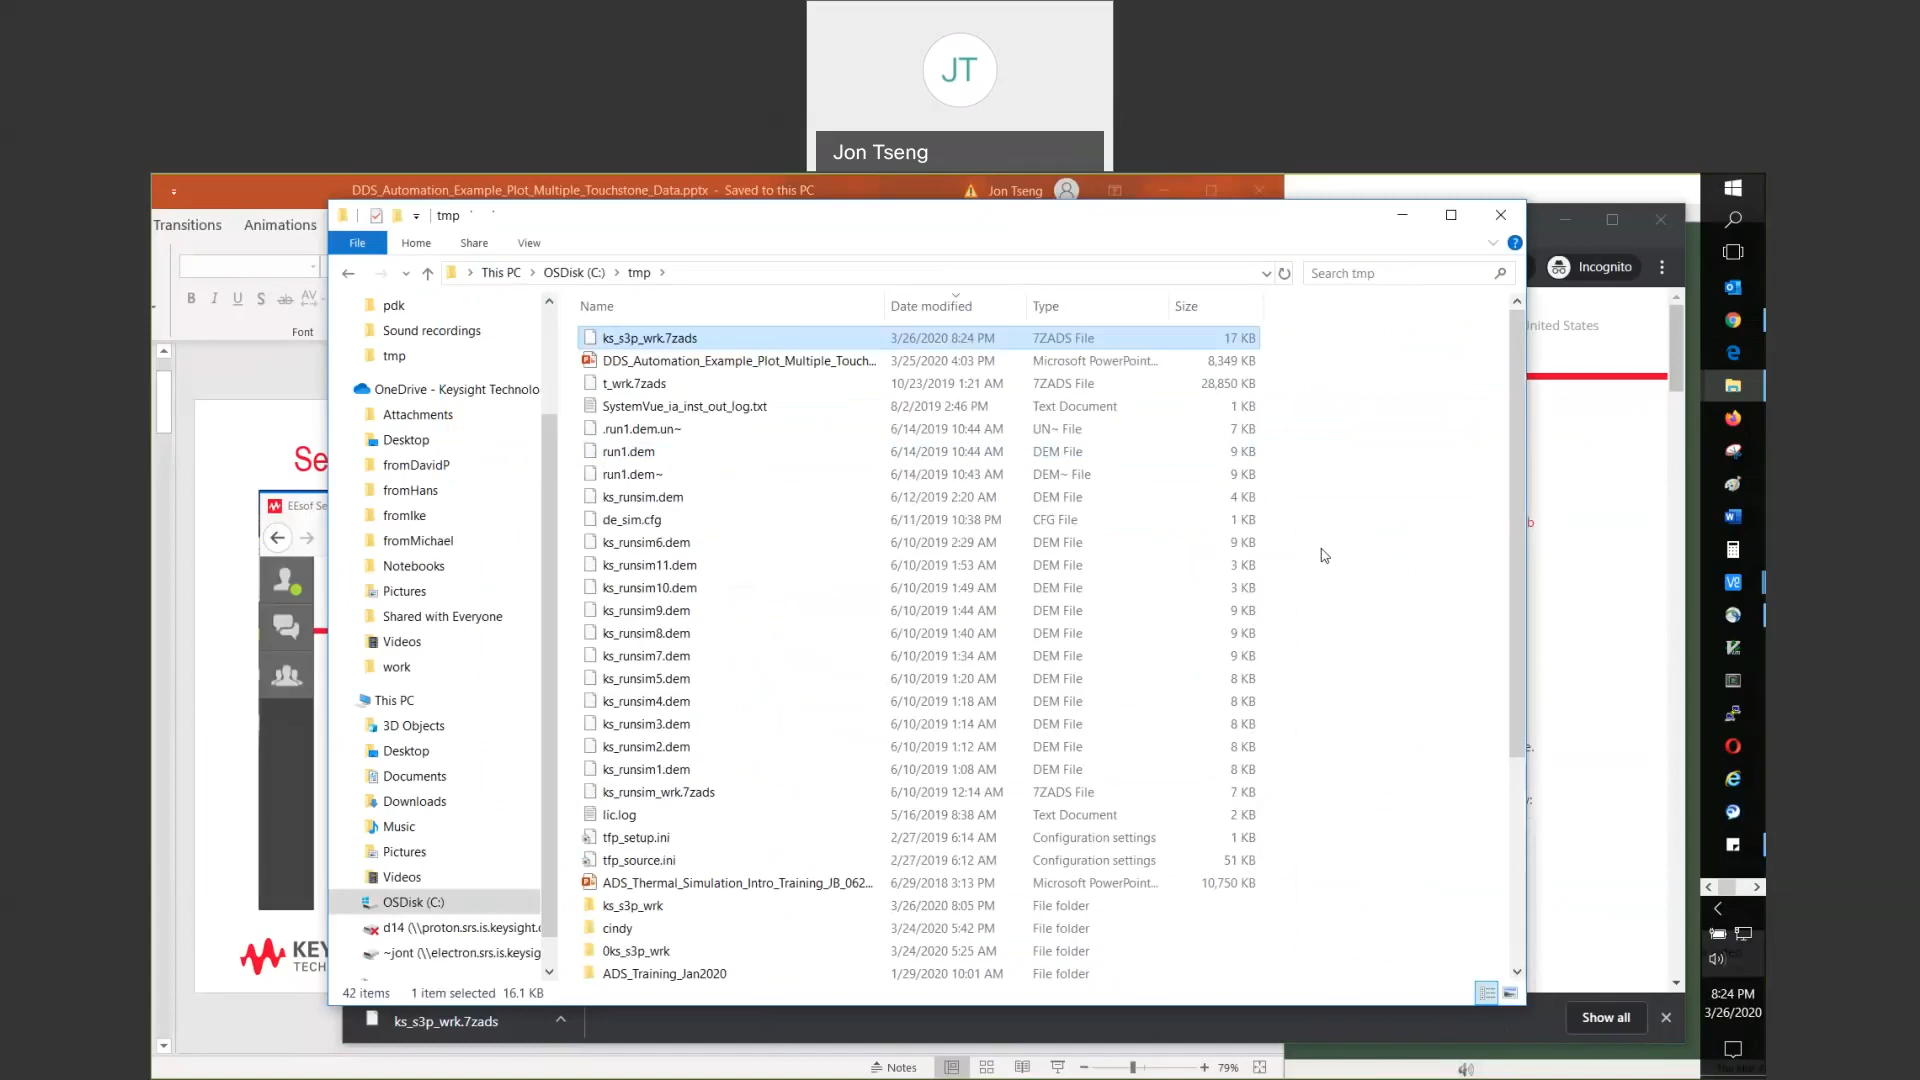 JT
Jon Tseng
DDS_Automation_Example_Plot_Multiple_Touchstone_Data.pptx - Saved to this PC
Jon Tseng
Transitions Animations
B I U S ab AV
Font
tmp
File Home Share View
This PC > OSDisk (C:) > tmp >
Search tmp
Incognito
United States
Name Date modified Type Size
pdk
Sound recordings
tmp
OneDrive - Keysight Technolo
Attachments
Desktop
fromDavidP
fromHans
fromIke
fromMichael
Notebooks
Pictures
Shared with Everyone
Videos
work
This PC
3D Objects
Desktop
Documents
Downloads
Music
Pictures
Videos
OSDisk (C:)
d14 (\\proton.srs.is.keysight.c
~jont (\\electron.srs.is.keysig
ks_s3p_wrk.7zads 3/26/2020 8:24 PM 7ZADS File 17 KB
DDS_Automation_Example_Plot_Multiple_Touch... 3/25/2020 4:03 PM Microsoft PowerPoint... 8,349 KB
t_wrk.7zads 10/23/2019 1:21 AM 7ZADS File 28,850 KB
SystemVue_ia_inst_out_log.txt 8/2/2019 2:46 PM Text Document 1 KB
.run1.dem.un~ 6/14/2019 10:44 AM UN~ File 7 KB
run1.dem 6/14/2019 10:44 AM DEM File 9 KB
run1.dem~ 6/14/2019 10:43 AM DEM~ File 9 KB
ks_runsim.dem 6/12/2019 2:20 AM DEM File 4 KB
de_sim.cfg 6/11/2019 10:38 PM CFG File 1 KB
ks_runsim6.dem 6/10/2019 2:29 AM DEM File 9 KB
ks_runsim11.dem 6/10/2019 1:53 AM DEM File 3 KB
ks_runsim10.dem 6/10/2019 1:49 AM DEM File 3 KB
ks_runsim9.dem 6/10/2019 1:44 AM DEM File 9 KB
ks_runsim8.dem 6/10/2019 1:40 AM DEM File 9 KB
ks_runsim7.dem 6/10/2019 1:34 AM DEM File 9 KB
ks_runsim5.dem 6/10/2019 1:20 AM DEM File 8 KB
ks_runsim4.dem 6/10/2019 1:18 AM DEM File 8 KB
ks_runsim3.dem 6/10/2019 1:14 AM DEM File 8 KB
ks_runsim2.dem 6/10/2019 1:12 AM DEM File 8 KB
ks_runsim1.dem 6/10/2019 1:08 AM DEM File 8 KB
ks_runsim_wrk.7zads 6/10/2019 12:14 AM 7ZADS File 7 KB
lic.log 5/16/2019 8:38 AM Text Document 2 KB
tfp_setup.ini 2/27/2019 6:14 AM Configuration settings 1 KB
tfp_source.ini 2/27/2019 6:12 AM Configuration settings 51 KB
ADS_Thermal_Simulation_Intro_Training_JB_062... 6/29/2018 3:13 PM Microsoft PowerPoint... 10,750 KB
ks_s3p_wrk 3/26/2020 8:05 PM File folder
cindy 3/24/2020 5:42 PM File folder
0ks_s3p_wrk 3/24/2020 5:25 AM File folder
ADS_Training_Jan2020 1/29/2020 10:01 AM File folder
42 items 1 item selected 16.1 KB
Se
EEsof Se
KEY
TECH
b
e.
y:
ks_s3p_wrk.7zads
Show all
Notes
79%
8:24 PM
3/26/2020